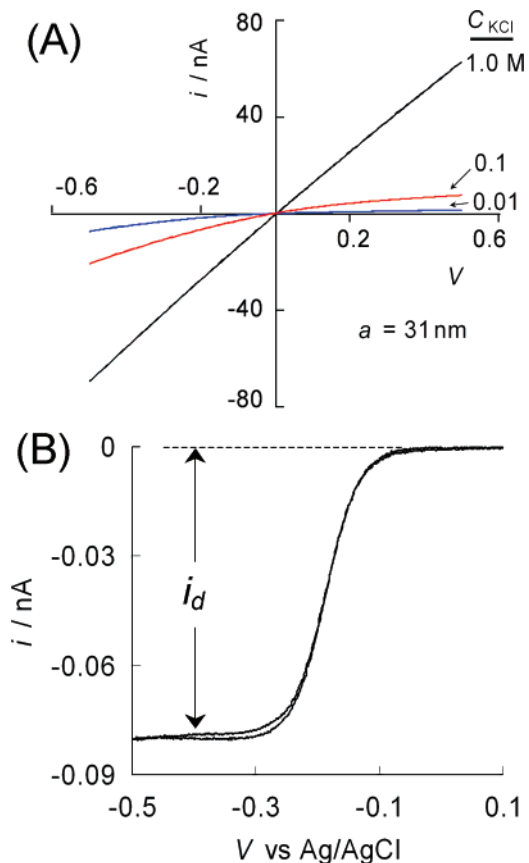 (A)
i / nA
80
C KCl
1.0 M
40
0.1
0.01
-0.6
-0.2
0.2
0.6
V
-40
a = 31 nm
-80
(B)
0
-0.03
i / nA
i_d
-0.06
-0.09
-0.5
-0.3
-0.1
0.1
V vs Ag/AgCl